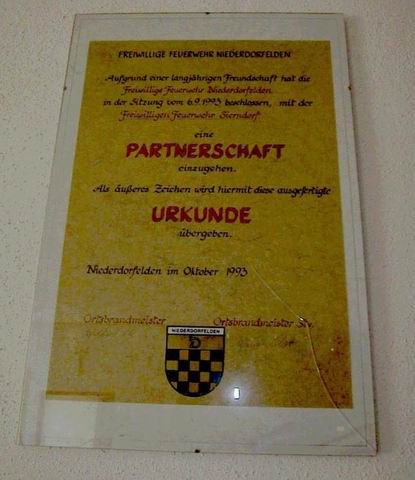 FREIWILLIGE FEUERWEHR NIEDERDORFELDEN
Aufgrund einer langjährigen Freundschaft hat die
Freiwillige Feuerwehr Niederdorfelden
in der Sitzung vom 6.9.1993 beschlossen, mit der
Freiwilligen Feuerwehr Sierndorf
eine
PARTNERSCHAFT
einzugehen.
Als äußeres Zeichen wird hiermit diese ausgefertigte
URKUNDE
übergeben.
Niederdorfelden im Oktober 1993
Ortsbrandmeister Ortsbrandmeister Stv.
NIEDERDORFELDEN
D